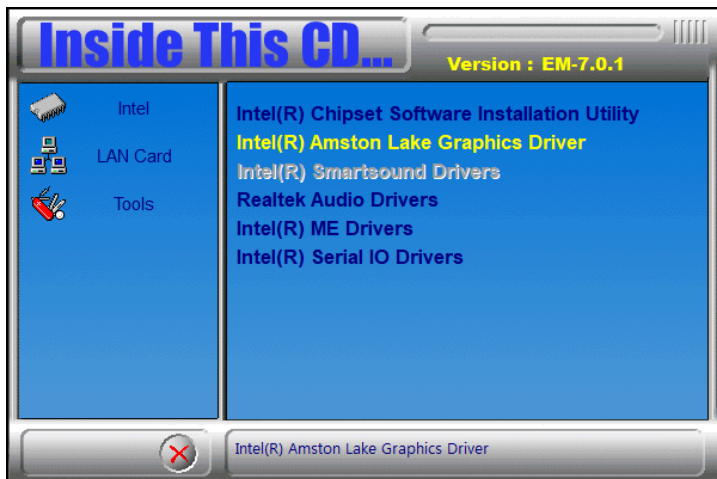 Inside This CD...
Version : EM-7.0.1
Intel
LAN Card
Tools
Intel(R) Chipset Software Installation Utility
Intel(R) Amston Lake Graphics Driver
Intel(R) Smartsound Drivers
Realtek Audio Drivers
Intel(R) ME Drivers
Intel(R) Serial IO Drivers
Intel(R) Amston Lake Graphics Driver